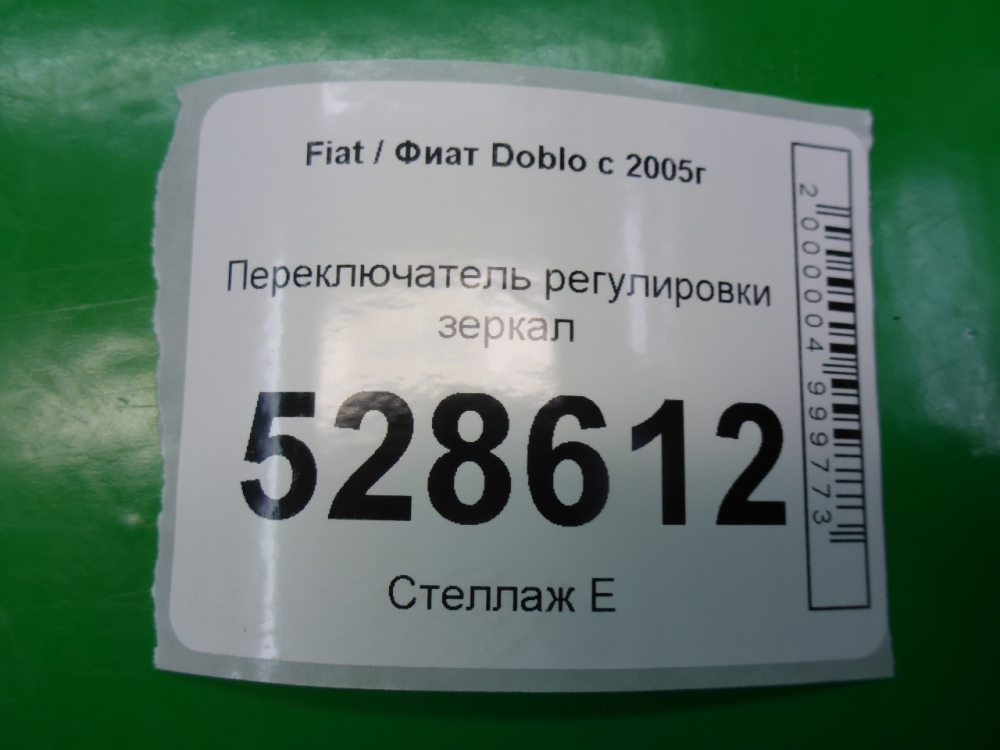 Fiat / Фиат Doblo с 2005г
Переключатель регулировки
зеркал
528612
Стеллаж Е
2000004999773